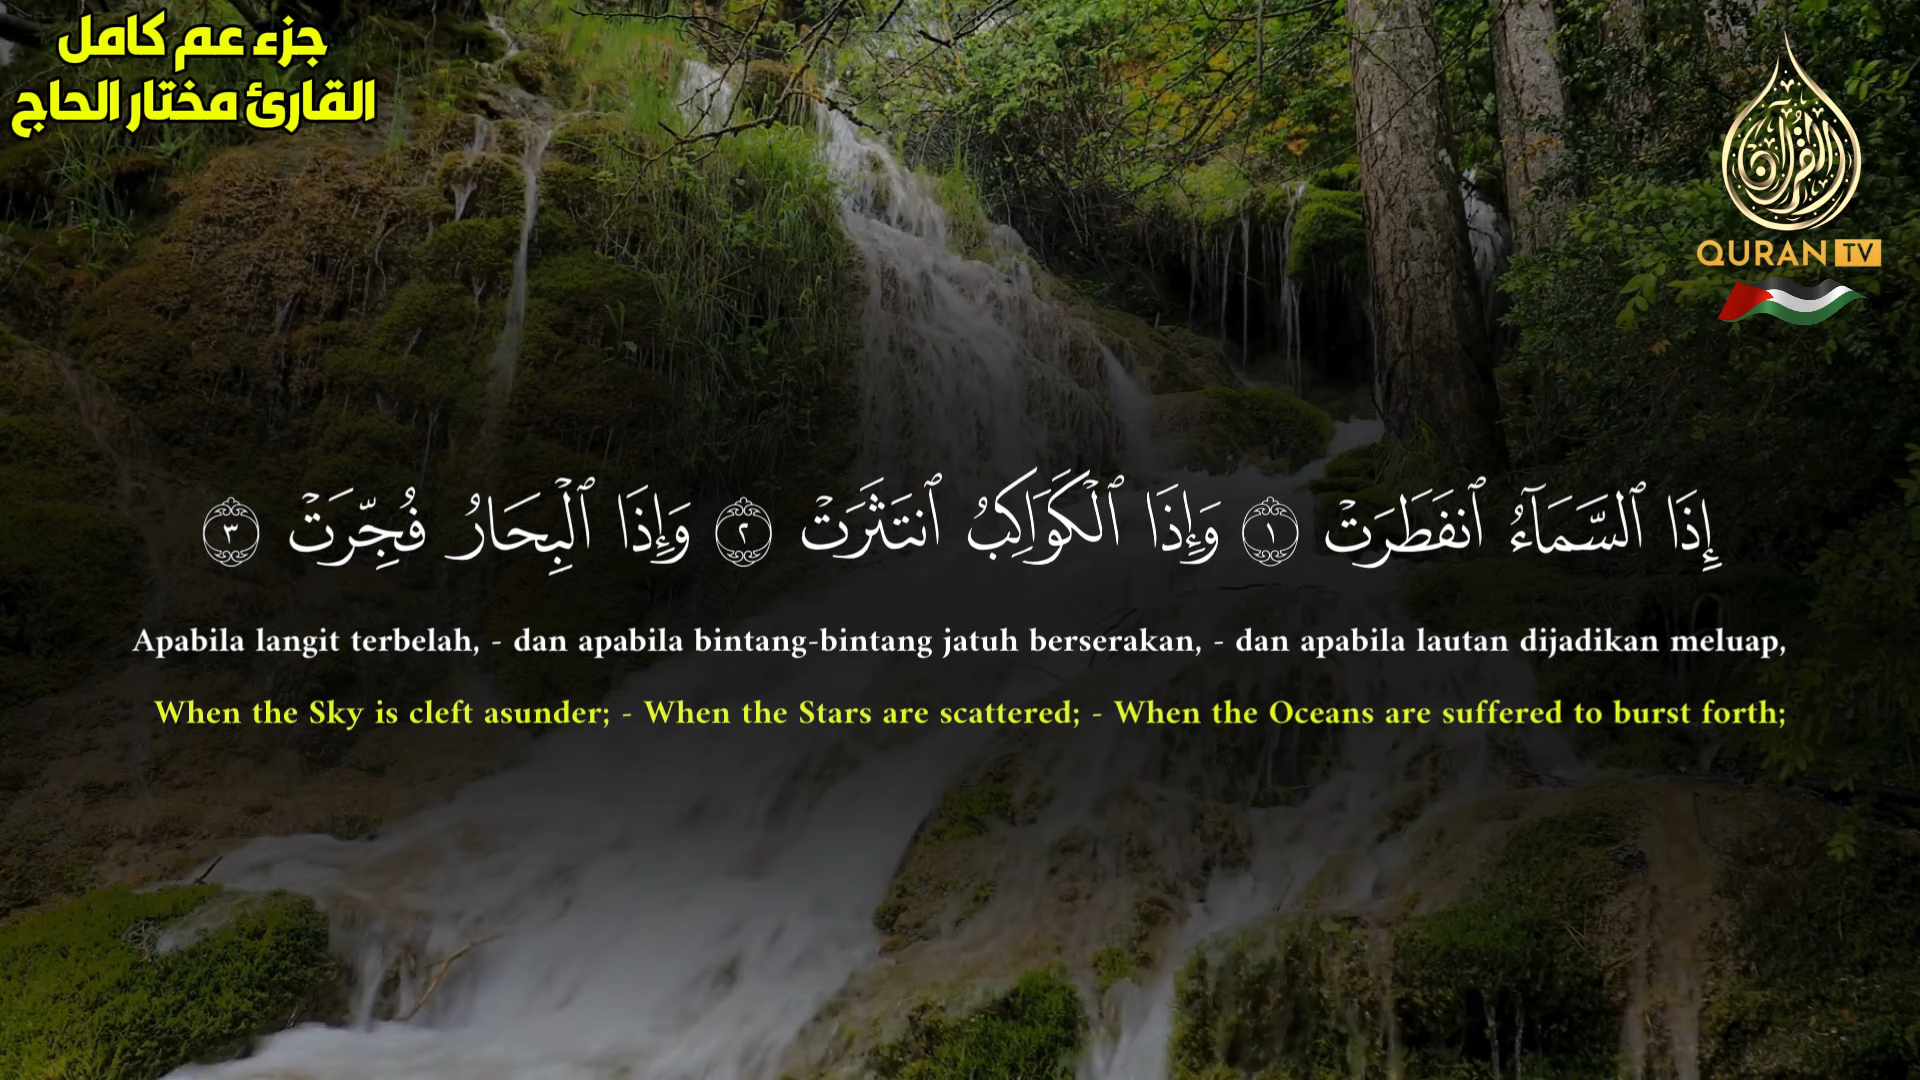 جزء عم كامل
القارئ مختار الحاج
القرآن
QURAN TV
إِذَا ٱلسَّمَآءُ ٱنفَطَرَتۡ ١ وَإِذَا ٱلۡكَوَاكِبُ ٱنتَثَرَتۡ ٢ وَإِذَا ٱلۡبِحَارُ فُجِّرَتۡ ٣
Apabila langit terbelah, - dan apabila bintang-bintang jatuh berserakan, - dan apabila lautan dijadikan meluap,
When the Sky is cleft asunder; - When the Stars are scattered; - When the Oceans are suffered to burst forth;